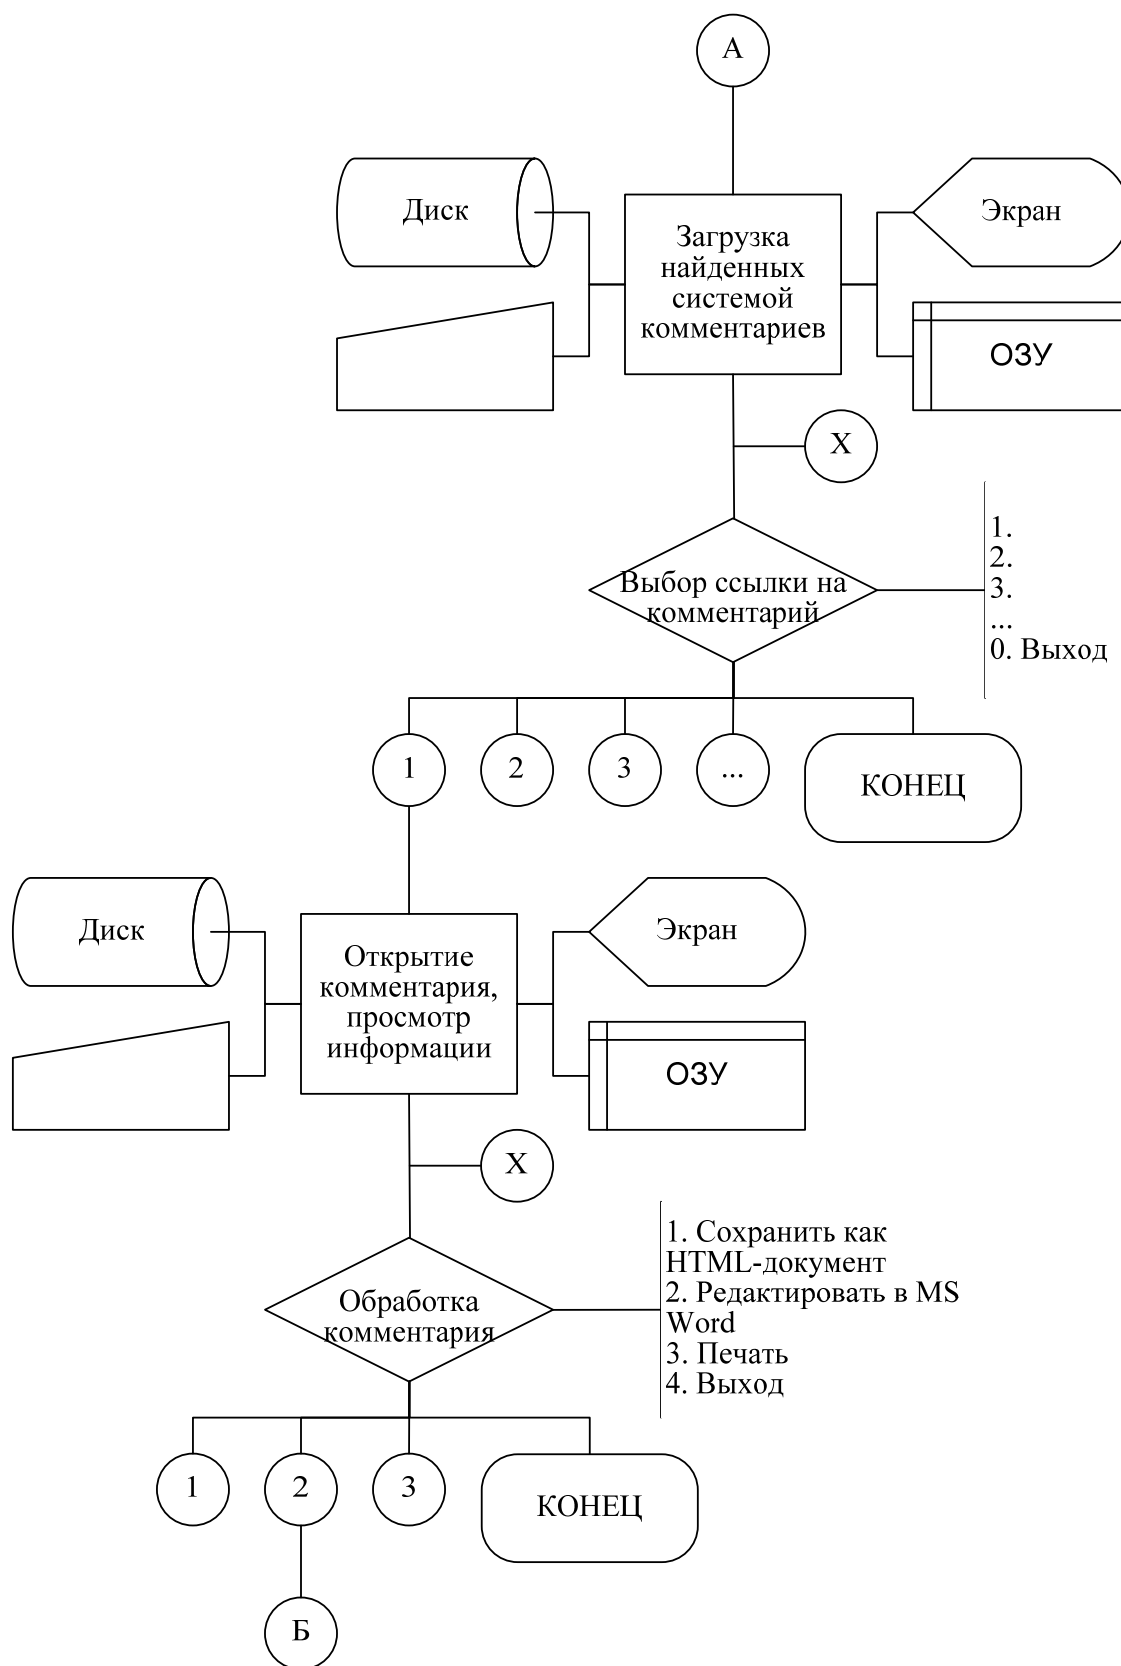 А
Диск
Загрузка
найденных
системой
комментариев
Экран
ОЗУ
Х
Выбор ссылки на
комментарий
1.
2.
3.
...
0. Выход
1
2
3
...
КОНЕЦ
Диск
Открытие
комментария,
просмотр
информации
Экран
ОЗУ
Х
Обработка
комментария
1. Сохранить как
HTML-документ
2. Редактировать в MS
Word
3. Печать
4. Выход
1
2
3
КОНЕЦ
Б